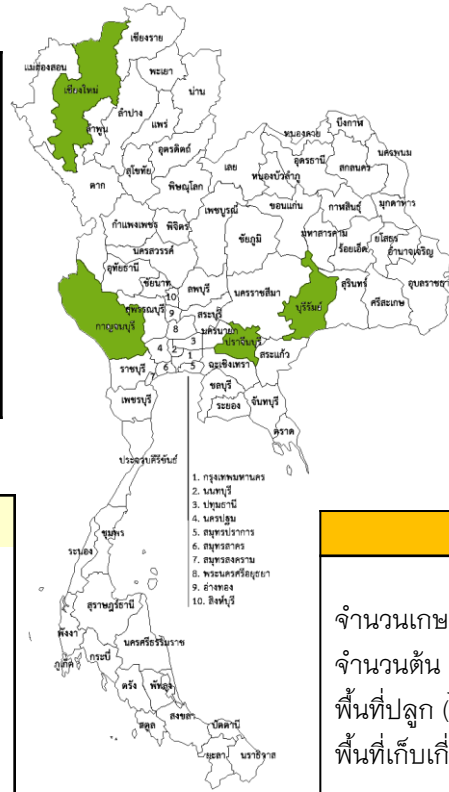 เชียงราย
แม่ฮ่องสอน
เชียงใหม่
พะเยา
น่าน
ลำปาง
ลำพูน
แพร่
อุตรดิตถ์
สุโขทัย
ตาก
พิษณุโลก
เลย
หนองคาย
บึงกาฬ
อุดรธานี
หนองบัวลำภู
สกลนคร
นครพนม
กำแพงเพชร
พิจิตร
เพชรบูรณ์
ขอนแก่น
กาฬสินธุ์
มุกดาหาร
ชัยภูมิ
มหาสารคาม
ร้อยเอ็ด
ยโสธร
อำนาจเจริญ
นครสวรรค์
อุทัยธานี
ชัยนาท
ลพบุรี
นครราชสีมา
บุรีรัมย์
สุรินทร์
ศรีสะเกษ
อุบลราชธา
10
สุพรรณบุรี
9
สระบุรี
กาญจนบุรี
8
นครนายก
ปราจีนบุรี
3
4
2
1
สระแก้ว
ราชบุรี
6
5
ฉะเชิงเทรา
ชลบุรี
เพชรบุรี
ระยอง
จันทบุรี
ตราด
ประจวบคีรีขันธ์
1. กรุงเทพมหานคร
2. นนทบุรี
3. ปทุมธานี
4. นครปฐม
5. สมุทรปราการ
6. สมุทรสาคร
7. สมุทรสงคราม
8. พระนครศรีอยุธยา
9. อ่างทอง
10. สิงห์บุรี
ชุมพร
ระนอง
สุราษฎร์ธานี
พังงา
ภูเก็ต
กระบี่
นครศรีธรรมราช
ตรัง
พัทลุง
สตูล
สงขลา
ปัตตานี
ยะลา
นราธิวาส
จำนวนเกษ
จำนวนต้น
พื้นที่ปลูก (
พื้นที่เก็บเกี่